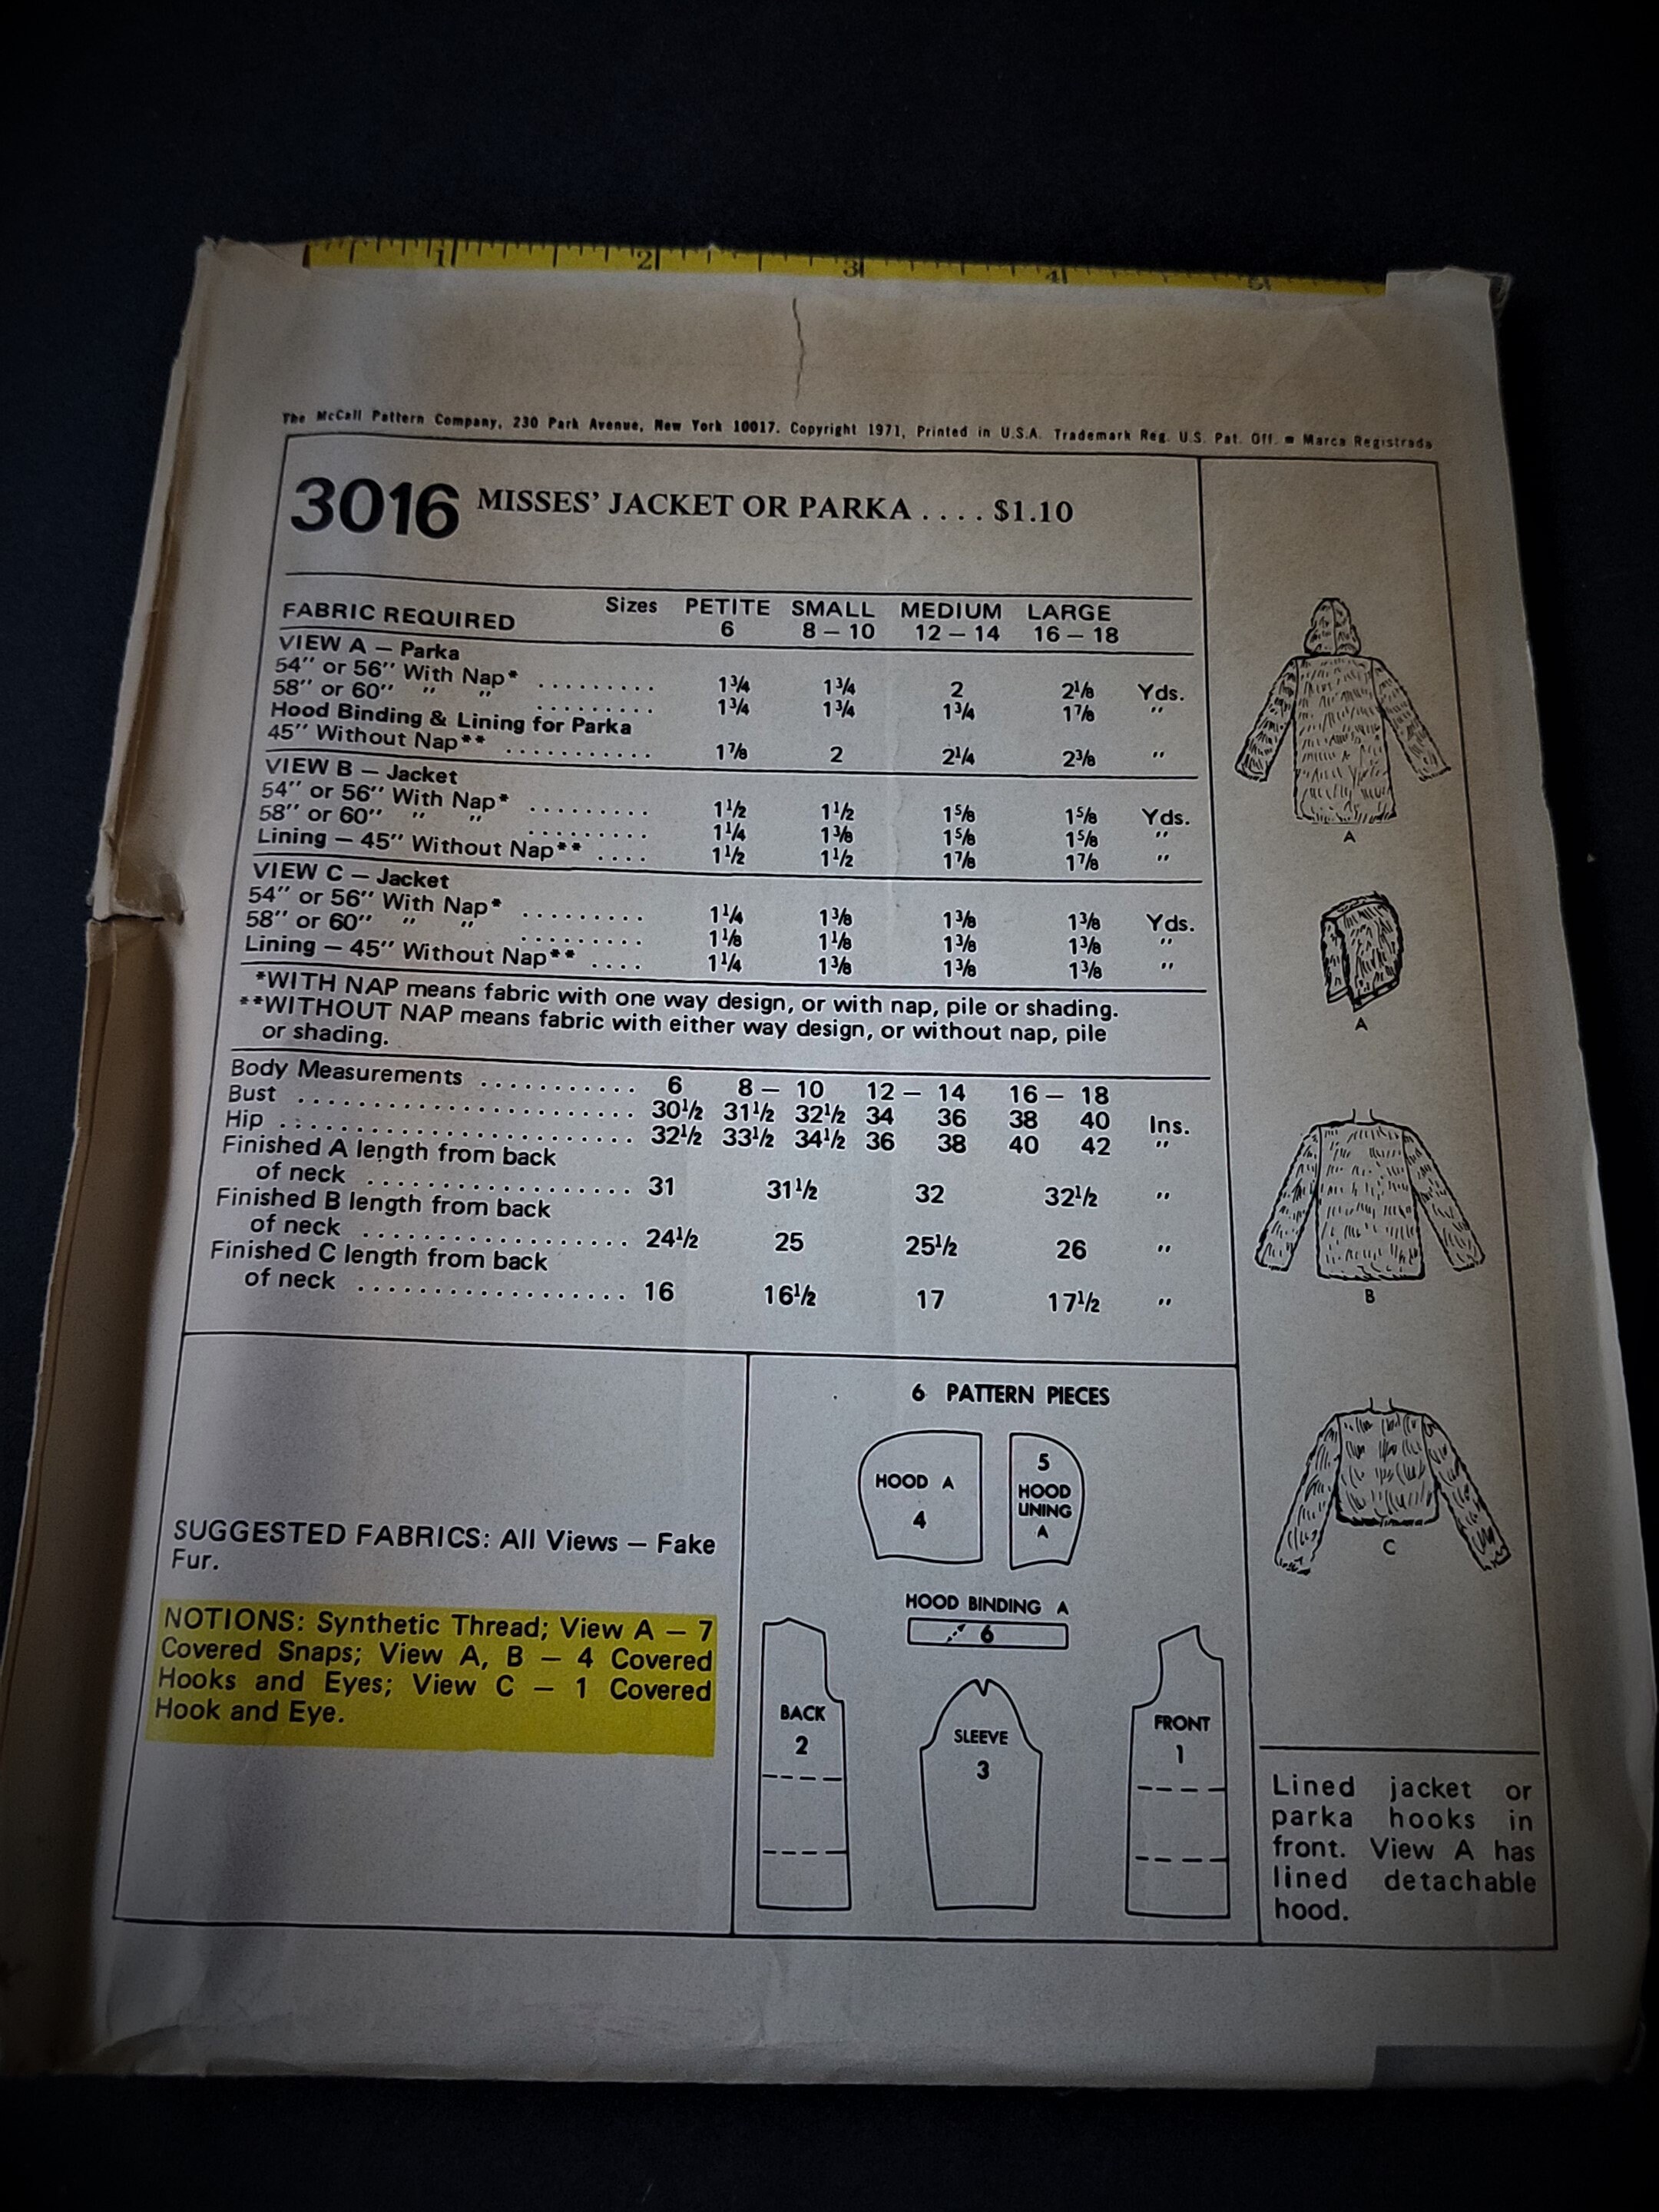 1 2 3 4 5
The McCall Pattern Company, 230 Park Avenue, New York 10017. Copyright 1971, Printed in U.S.A. Trademark Reg. U.S. Pat. Off. = Marca Registrada
3016 MISSES' JACKET OR PARKA .... $1.10
FABRIC REQUIRED Sizes PETITE SMALL MEDIUM LARGE
6 8 – 10 12 – 14 16 – 18
VIEW A – Parka
54" or 56" With Nap* ......... 1¾ 1¾ 2 2⅛ Yds.
58" or 60" " " ......... 1¾ 1¾ 1¾ 1⅞ "
Hood Binding & Lining for Parka
45" Without Nap** ........... 1⅞ 2 2¼ 2⅜ "
VIEW B – Jacket
54" or 56" With Nap* ........ 1½ 1½ 1⅝ 1⅝ Yds.
58" or 60" " " ......... 1¼ 1⅜ 1⅝ 1⅝ "
Lining – 45" Without Nap** .... 1½ 1½ 1⅞ 1⅞ "
VIEW C – Jacket
54" or 56" With Nap* ......... 1¼ 1⅜ 1⅜ 1⅜ Yds.
58" or 60" " " ......... 1⅛ 1⅛ 1⅜ 1⅜ "
Lining – 45" Without Nap** .... 1¼ 1⅜ 1⅜ 1⅜ "
*WITH NAP means fabric with one way design, or with nap, pile or shading.
**WITHOUT NAP means fabric with either way design, or without nap, pile
or shading.
Body Measurements ........... 6 8 – 10 12 – 14 16 – 18
Bust ........................ 30½ 31½ 32½ 34 36 38 40 Ins.
Hip ......................... 32½ 33½ 34½ 36 38 40 42 "
Finished A length from back
of neck .................. 31 31½ 32 32½ "
Finished B length from back
of neck .................. 24½ 25 25½ 26 "
Finished C length from back
of neck .................. 16 16½ 17 17½ "
SUGGESTED FABRICS: All Views – Fake
Fur.
NOTIONS: Synthetic Thread; View A – 7
Covered Snaps; View A, B – 4 Covered
Hooks and Eyes; View C – 1 Covered
Hook and Eye.
6 PATTERN PIECES
HOOD A
4
5
HOOD
LINING
A
HOOD BINDING A
6
BACK
2
SLEEVE
3
FRONT
1
A
A
B
C
Lined jacket or
parka hooks in
front. View A has
lined detachable
hood.